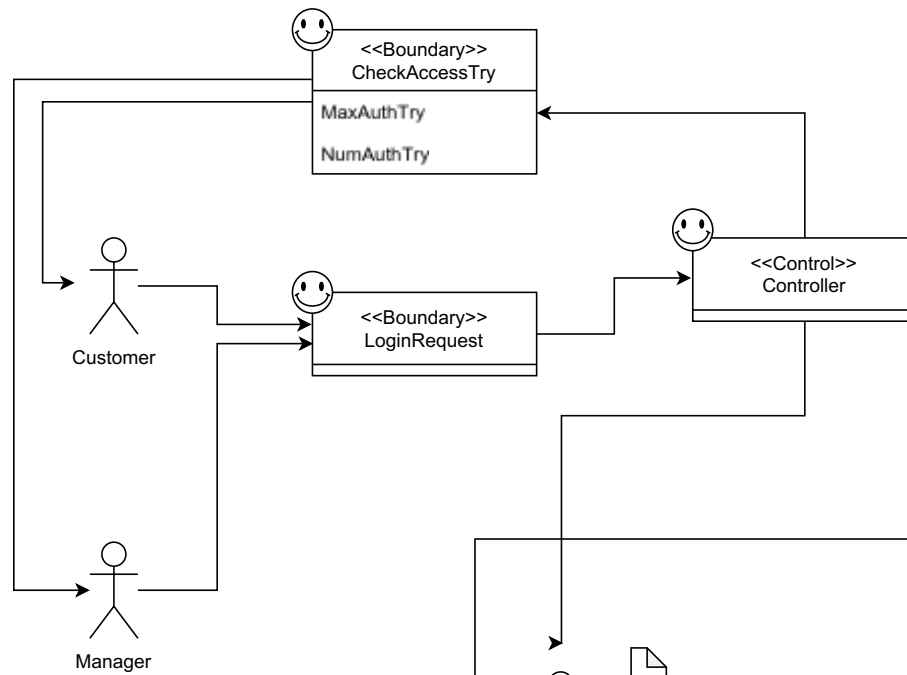 <<Boundary>>
CheckAccessTry
MaxAuthTry
NumAuthTry
<<Control>>
Controller
<<Boundary>>
LoginRequest
Customer
Manager